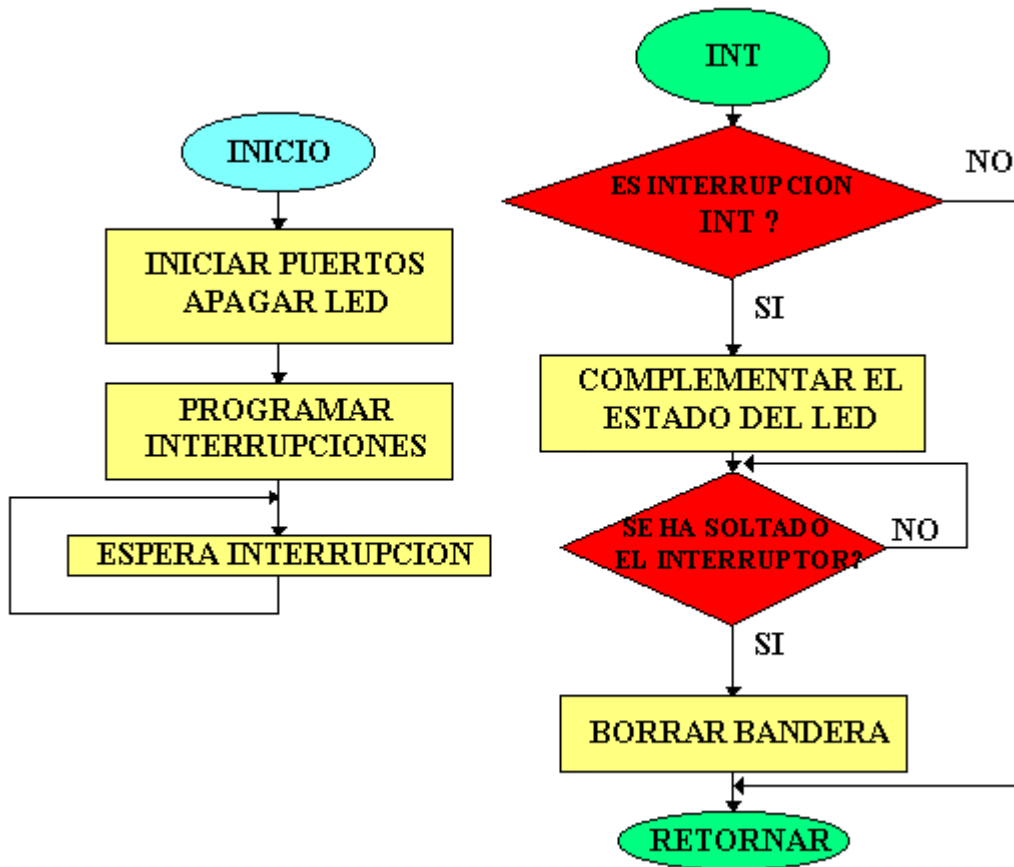 INICIO
INICIAR PUERTOS
APAGAR LED
PROGRAMAR
INTERRUPCIONES
ESPERA INTERRUPCION
INT
ES INTERRUPCION
INT ?
NO
SI
COMPLEMENTAR EL
ESTADO DEL LED
SE HA SOLTADO
EL INTERRUPTOR?
NO
SI
BORRAR BANDERA
RETORNAR